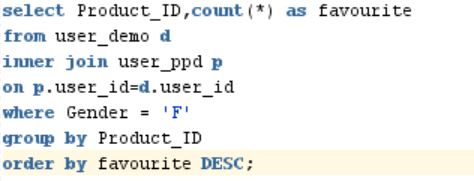 select Product_ID,count(*) as favourite
from user_demo d
inner join user_ppd p
on p.user_id=d.user_id
where Gender = 'F'
group by Product_ID
order by favourite DESC;